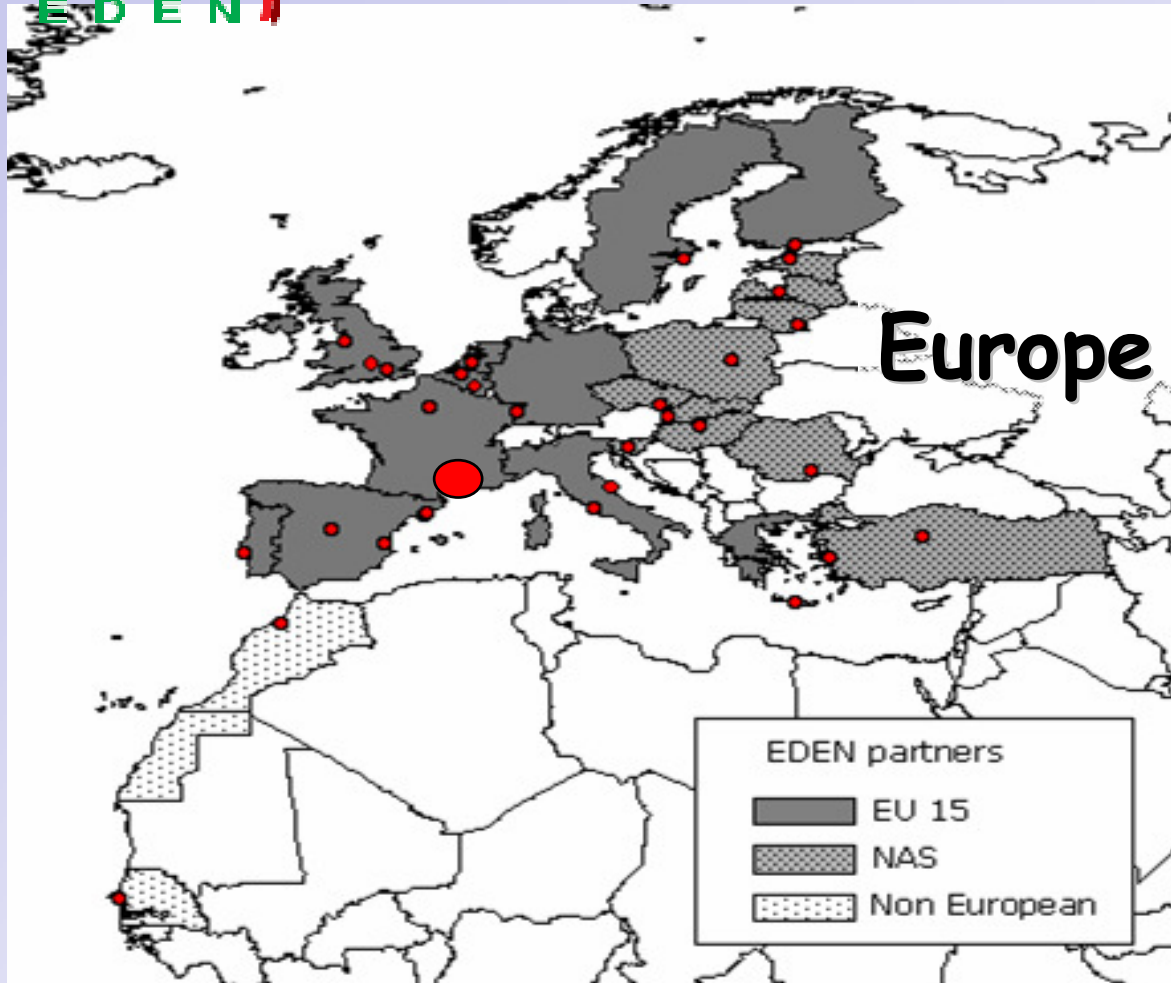 EDEN
Europe
EDEN partners
EU 15
NAS
Non European